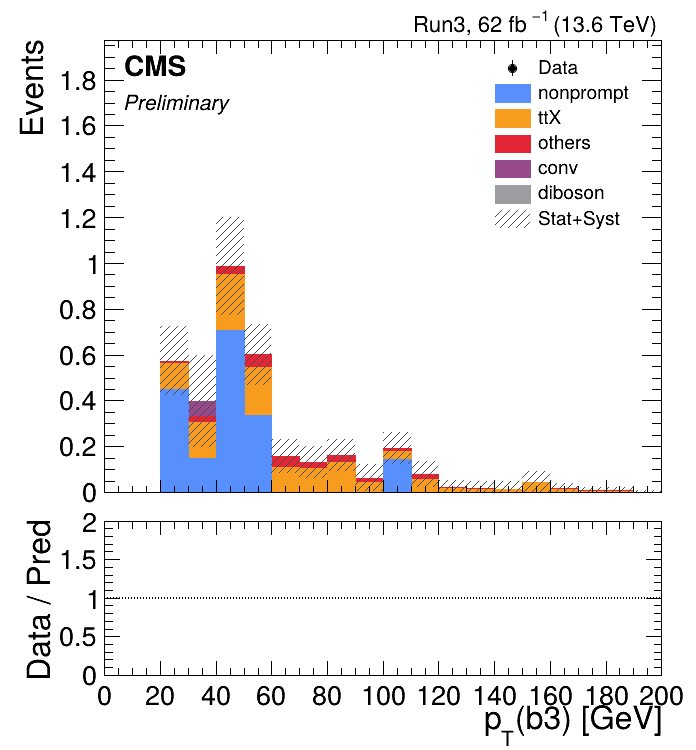 Run3, 62 fb⁻¹ (13.6 TeV)
CMS
Preliminary
Events
Data
nonprompt
ttX
others
conv
diboson
Stat+Syst
1.8
1.6
1.4
1.2
1
0.8
0.6
0.4
0.2
0
Data / Pred
2
1.5
1
0.5
0
0 20 40 60 80 100 120 140 160 180 200
p_T(b3) [GeV]